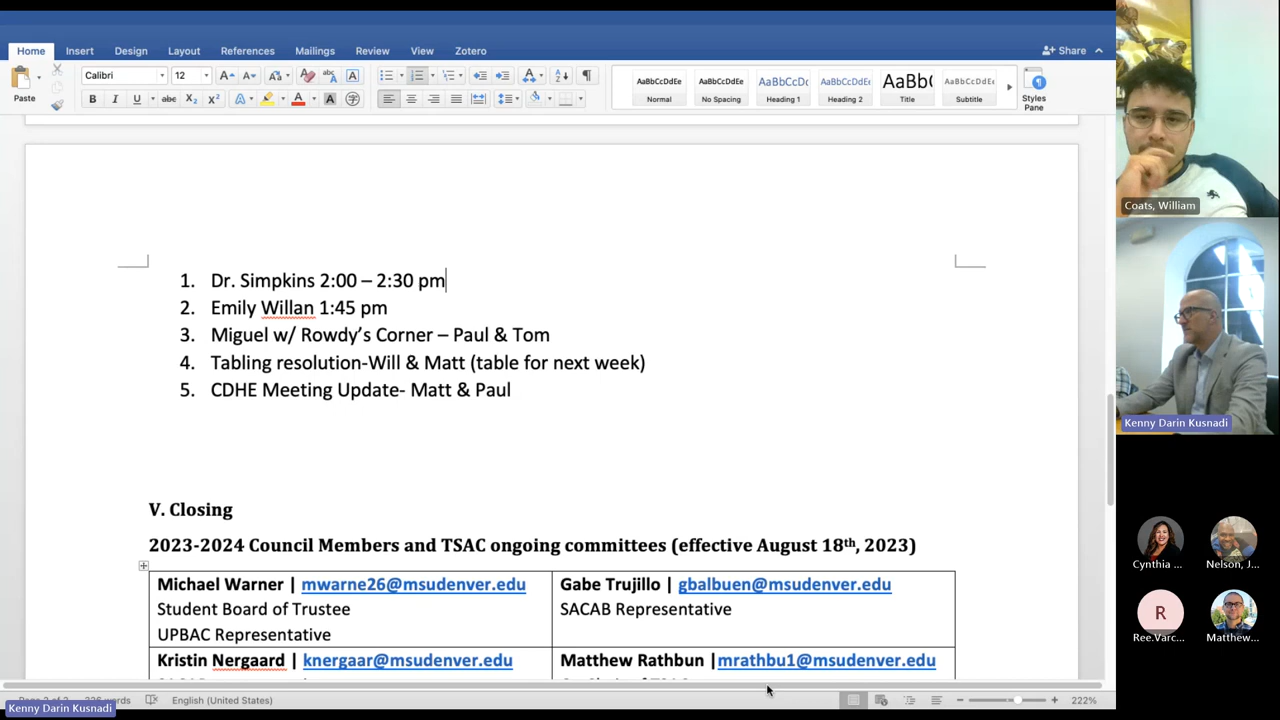 Home Insert Design Layout References Mailings Review View Zotero Share
Paste Calibri 12
AaBbCcDdEe AaBbCcDdEe AaBbCcDc AaBbCcDdEe AaBb( AaBbCcDdEe
Normal No Spacing Heading 1 Heading 2 Title Subtitle Styles Pane
1. Dr. Simpkins 2:00 – 2:30 pm
2. Emily Willan 1:45 pm
3. Miguel w/ Rowdy’s Corner – Paul & Tom
4. Tabling resolution-Will & Matt (table for next week)
5. CDHE Meeting Update- Matt & Paul
V. Closing
2023-2024 Council Members and TSAC ongoing committees (effective August 18th, 2023)
Michael Warner | mwarne26@msudenver.edu
Student Board of Trustee
UPBAC Representative
Gabe Trujillo | gbalbuen@msudenver.edu
SACAB Representative
Kristin Nergaard | knergaar@msudenver.edu
Matthew Rathbun |mrathbu1@msudenver.edu
English (United States)
222%
Kenny Darin Kusnadi
Coats, William
Kenny Darin Kusnadi
Cynthia ...
Nelson, J...
R
Ree.Varc...
Matthew...